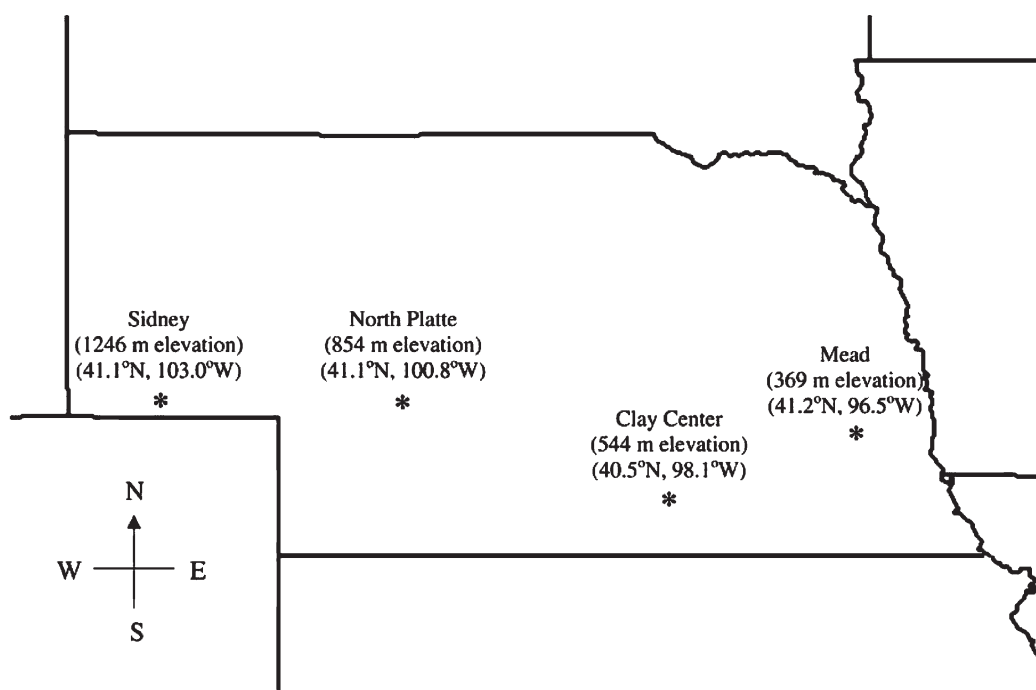 Sidney
(1246 m elevation)
(41.1°N, 103.0°W)
North Platte
(854 m elevation)
(41.1°N, 100.8°W)
Mead
(369 m elevation)
(41.2°N, 96.5°W)
Clay Center
(544 m elevation)
(40.5°N, 98.1°W)
N
W E
S